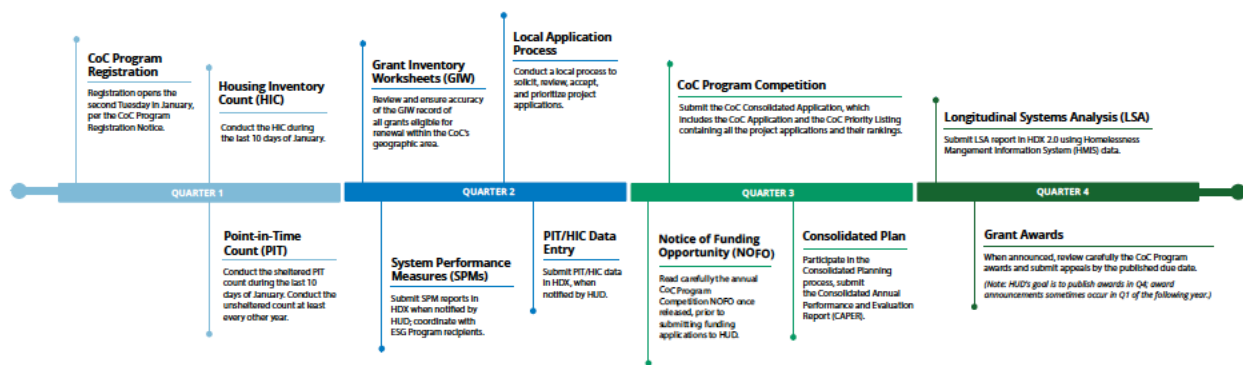 CoC Program
Registration
Registration opens the
second Tuesday in January,
per the CoC Program
Registration Notice.
Housing Inventory
Count (HIC)
Conduct the HIC during
the last 10 days of January.
Grant Inventory
Worksheets (GIW)
Review and ensure accuracy
of the GIW record of
all grants eligible for
renewal within the CoC's
geographic area.
Local Application
Process
Conduct a local process to
solicit, review, accept,
and prioritize project
applications.
CoC Program Competition
Submit the CoC Consolidated Application, which
includes the CoC Application and the CoC Priority Listing
containing all the project applications and their rankings.
Longitudinal Systems Analysis (LSA)
Submit LSA report in HDX 2.0 using Homelessness
Mangement Information System (HMIS) data.
QUARTER 1
QUARTER 2
QUARTER 3
QUARTER 4
Point-in-Time
Count (PIT)
Conduct the sheltered PIT
count during the last 10
days of January. Conduct the
unsheltered count at least
every other year.
System Performance
Measures (SPMs)
Submit SPM reports in
HDX when notified by
HUD; coordinate with
ESG Program recipients.
PIT/HIC Data
Entry
Submit PIT/HIC data
in HDX, when
notified by HUD.
Notice of Funding
Opportunity (NOFO)
Read carefully the annual
CoC Program
Competition NOFO once
released, prior to
submitting funding
applications to HUD.
Consolidated Plan
Participate in the
Consolidated Planning
process, submit
the Consolidated Annual
Performance and Evaluation
Report (CAPER).
Grant Awards
When announced, review carefully the CoC Program
awards and submit appeals by the published due date.
(Note: HUD's goal is to publish awards in Q4; award
announcements sometimes occur in Q1 of the following year.)